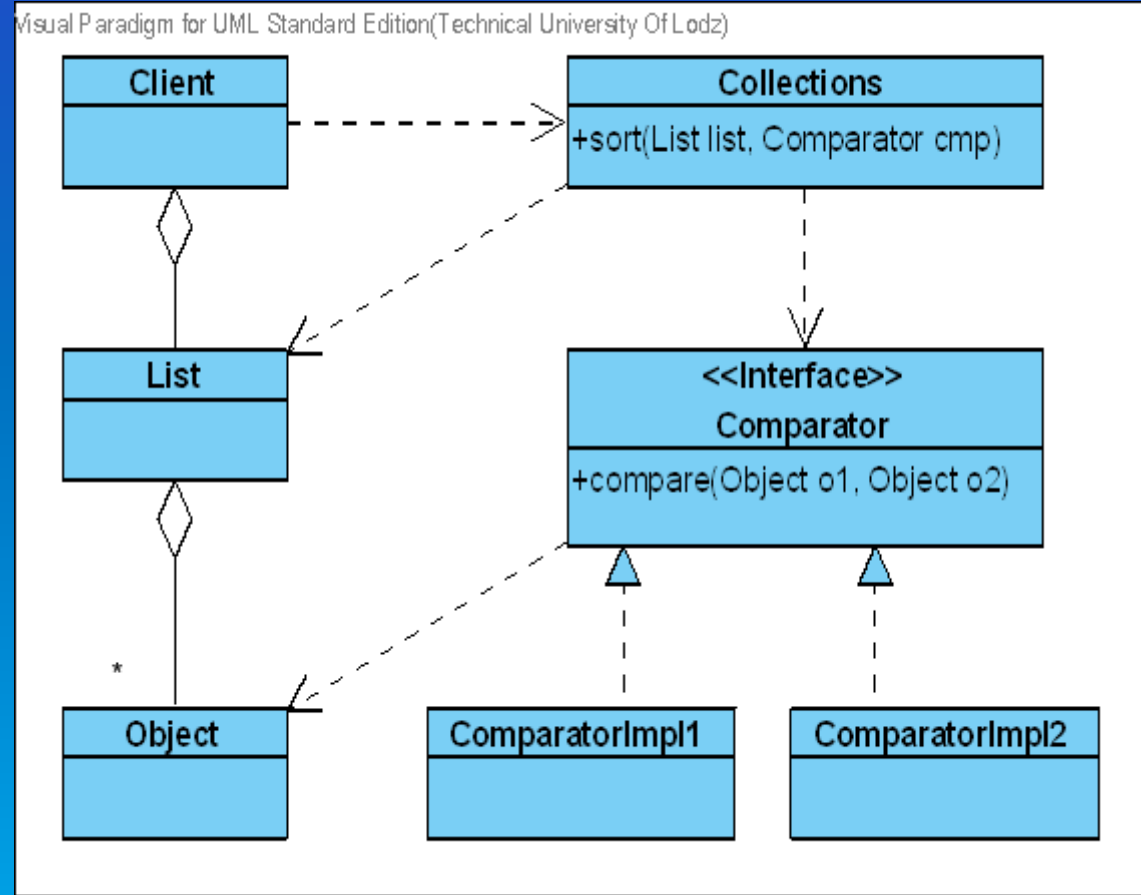 Visual Paradigm for UML Standard Edition(Technical University Of Lodz)
Client
Collections
+sort(List list, Comparator cmp)
List
<<Interface>>
Comparator
+compare(Object o1, Object o2)
*
Object
ComparatorImpl1
ComparatorImpl2